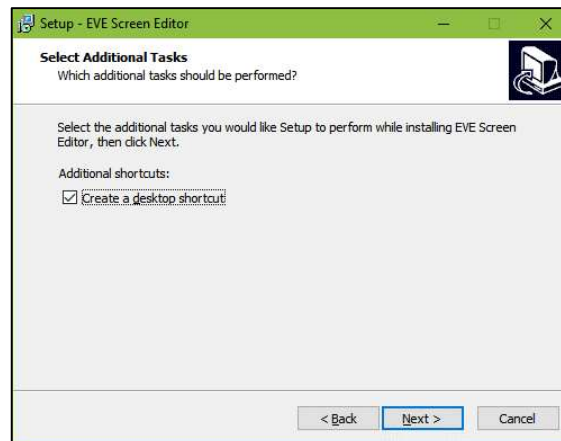 Setup - EVE Screen Editor
Select Additional Tasks
Which additional tasks should be performed?
Select the additional tasks you would like Setup to perform while installing EVE Screen
Editor, then click Next.
Additional shortcuts:
Create a desktop shortcut
< Back
Next >
Cancel